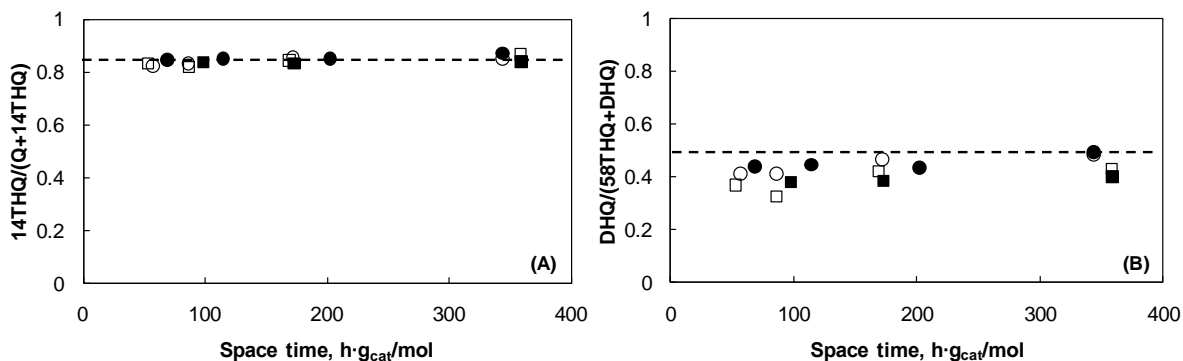 1
0.8
0.6
0.4
0.2
0
0 100 200 300 400
14THQ/(Q+14THQ)
Space time, h·gcat/mol
(A)
1
0.8
0.6
0.4
0.2
0
0 100 200 300 400
DHQ/(58THQ+DHQ)
Space time, h·gcat/mol
(B)